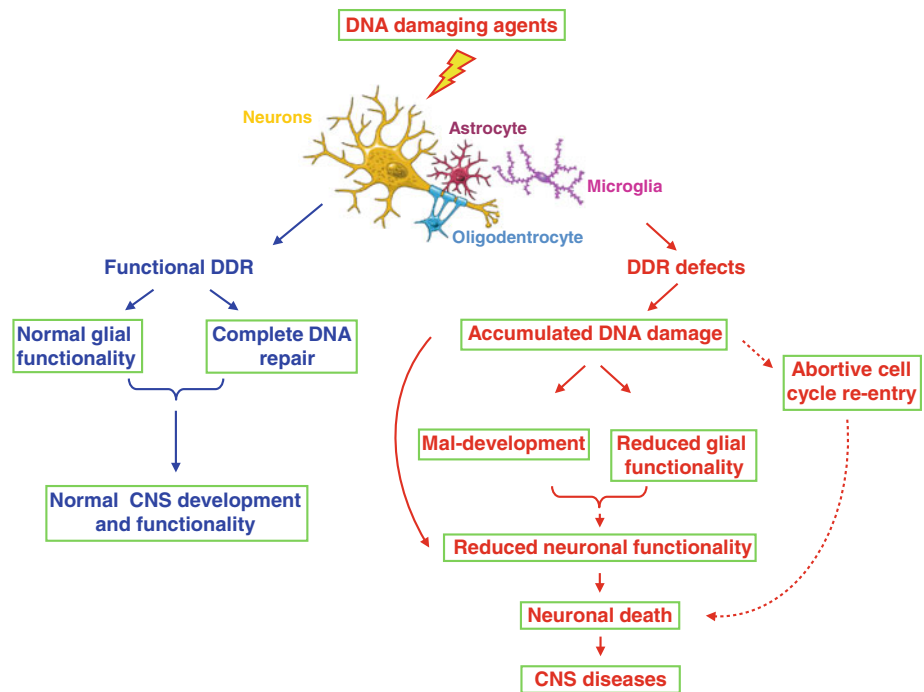 DNA damaging agents
Neurons
Astrocyte
Microglia
Oligodentrocyte
Functional DDR
DDR defects
Normal glial
functionality
Complete DNA
repair
Accumulated DNA damage
Abortive cell
cycle re-entry
Mal-development
Reduced glial
functionality
Normal CNS development
and functionality
Reduced neuronal functionality
Neuronal death
CNS diseases